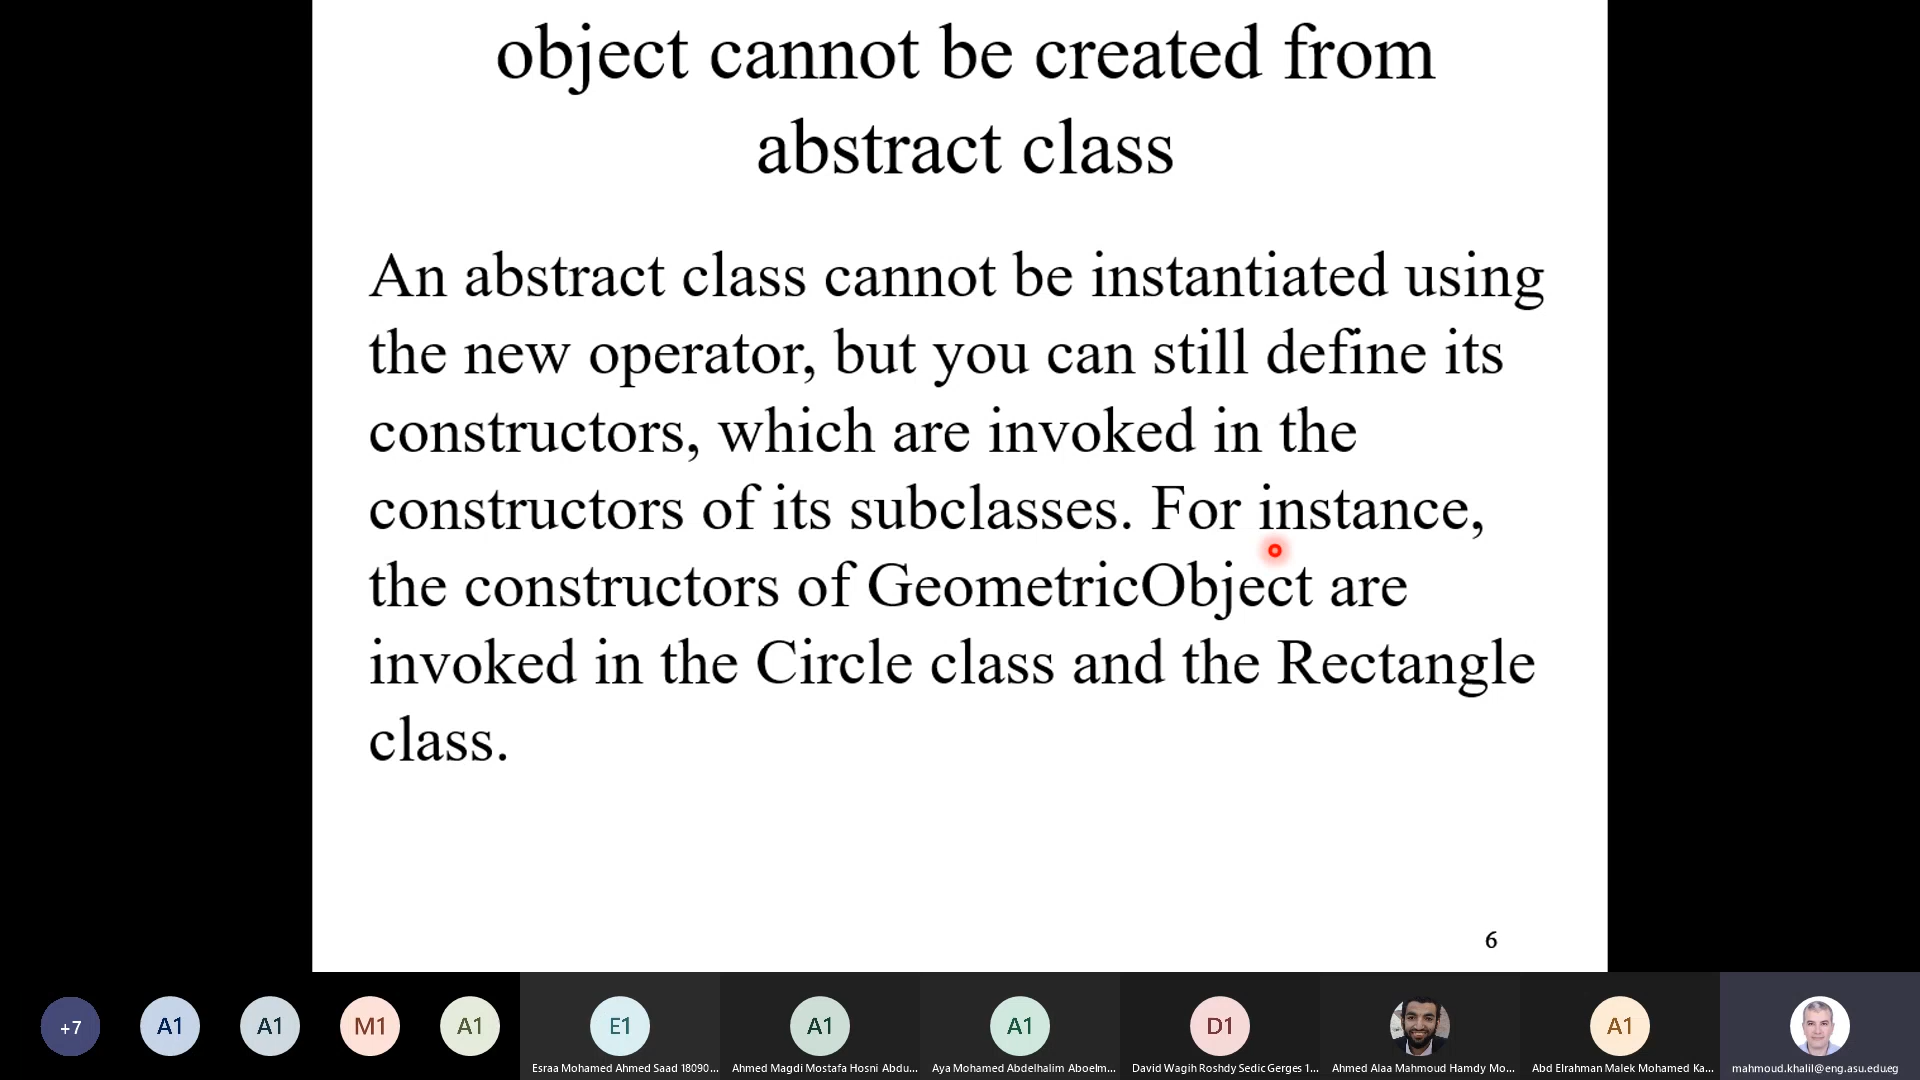 object cannot be created from
abstract class
An abstract class cannot be instantiated using
the new operator, but you can still define its
constructors, which are invoked in the
constructors of its subclasses. For instance,
the constructors of GeometricObject are
invoked in the Circle class and the Rectangle
class.
6
+7
A1
A1
M1
A1
E1
A1
A1
D1
A1
Esraa Mohamed Ahmed Saad 18090...
Ahmed Magdi Mostafa Hosni Abdu...
Aya Mohamed Abdelhalim Aboelm...
David Wagih Roshdy Sedic Gerges 1...
Ahmed Alaa Mahmoud Hamdy Mo...
Abd Elrahman Malek Mohamed Ka...
mahmoud.khalil@eng.asu.edu.eg